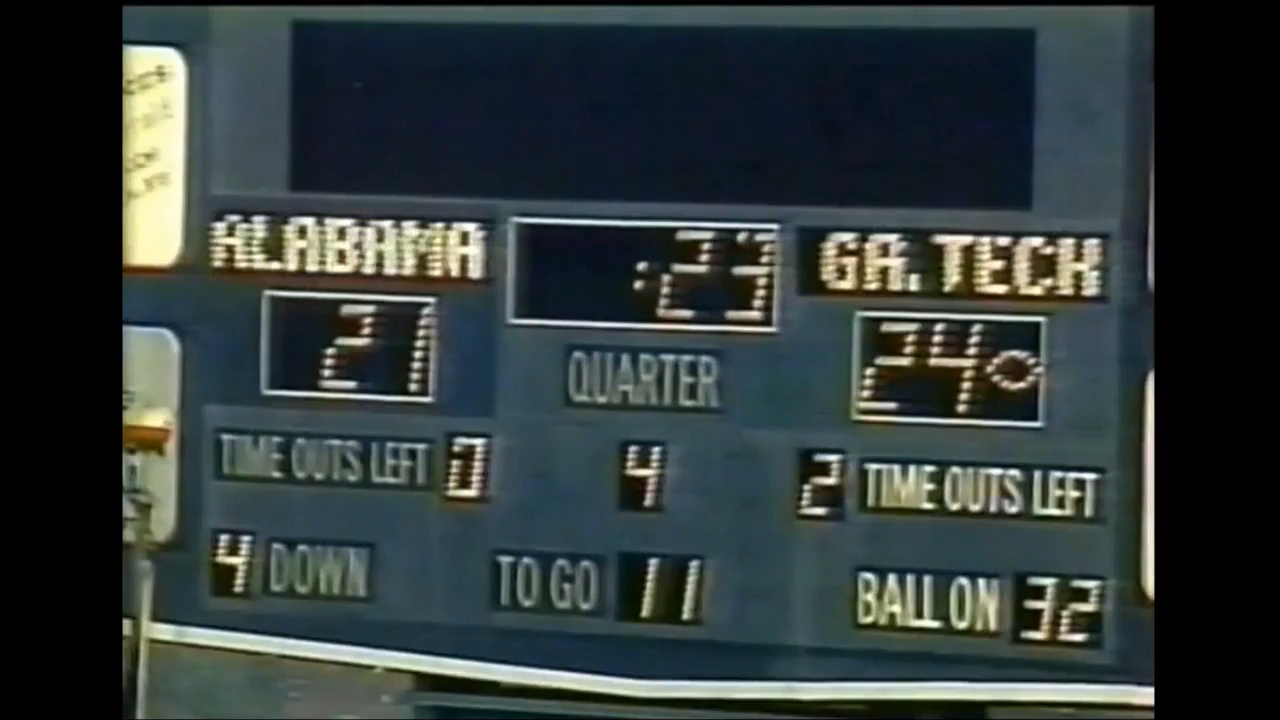 ALABAMA :23 GA. TECH
21 QUARTER 24
TIME OUTS LEFT 0 4 2 TIME OUTS LEFT
4 DOWN TO GO 11 BALL ON 32